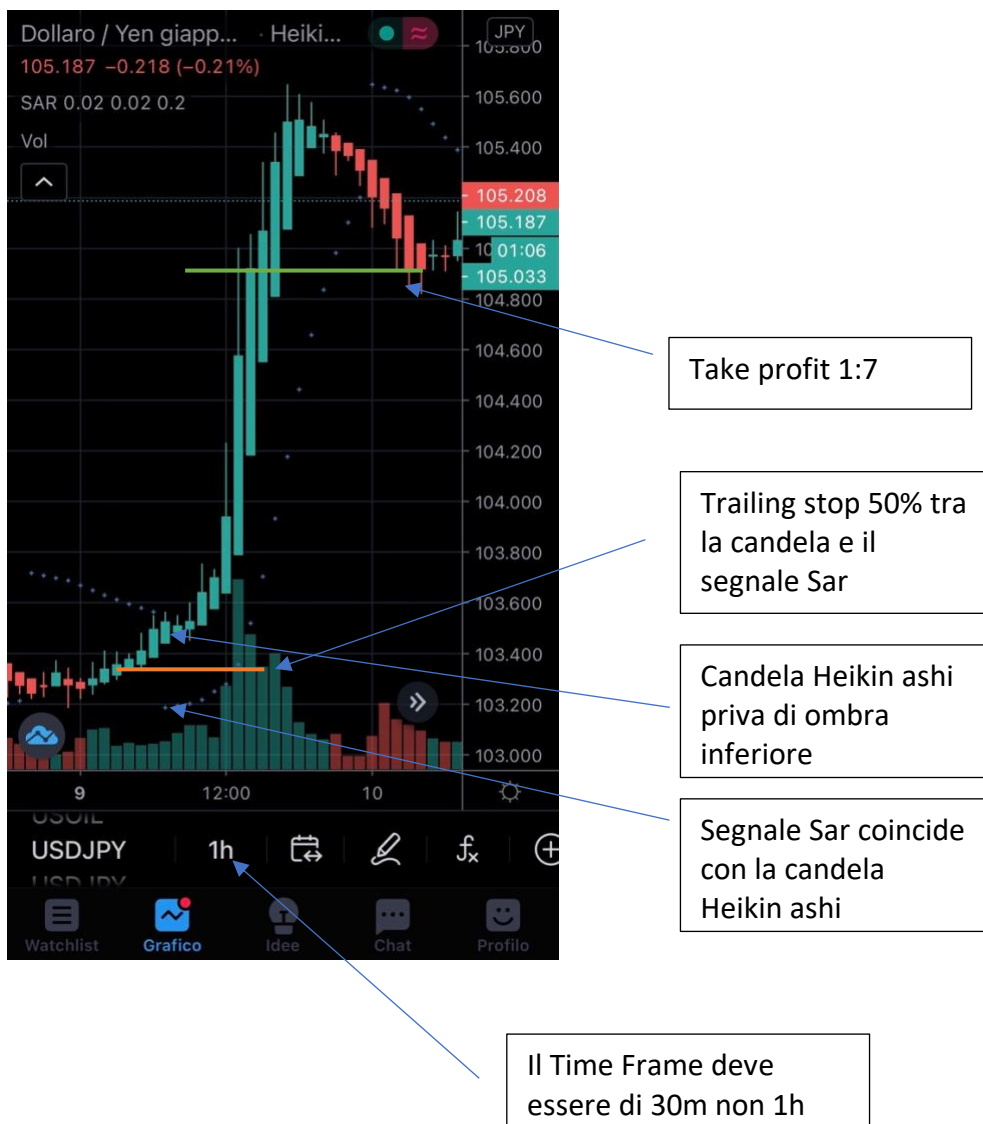 Dollaro / Yen giapp... · Heiki... JPY
105.187 −0.218 (−0.21%)
SAR 0.02 0.02 0.2
Vol
105.800
105.600
105.400
105.208
105.187
01:06
105.033
104.800
104.600
104.400
104.200
104.000
103.800
103.600
103.400
103.200
103.000
9 12:00 10
USOIL
USDJPY 1h fx
USDJPY
Watchlist Grafico Idee Chat Profilo
Take profit 1:7
Trailing stop 50% tra
la candela e il
segnale Sar
Candela Heikin ashi
priva di ombra
inferiore
Segnale Sar coincide
con la candela
Heikin ashi
Il Time Frame deve
essere di 30m non 1h